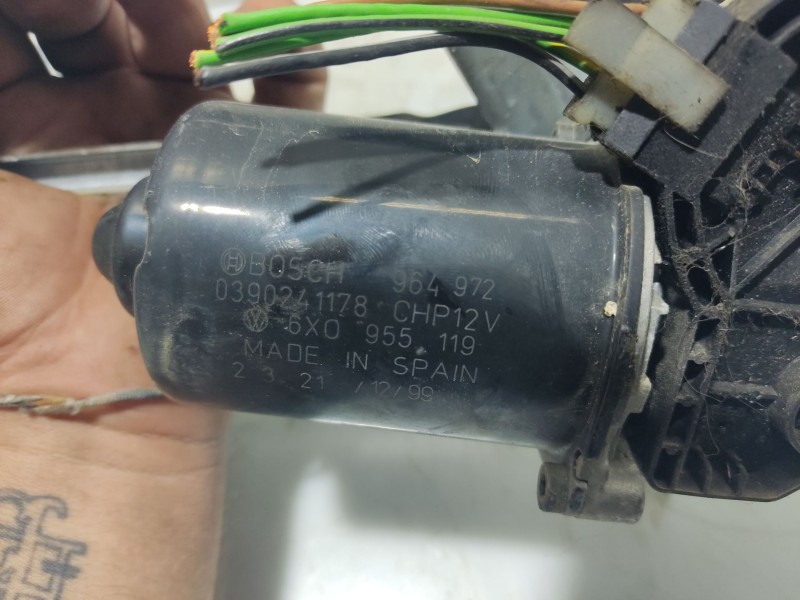 BOSCH 964 972
0390241178 CHP12V
6X0 955 119
MADE IN SPAIN
2 3 21 /12/99